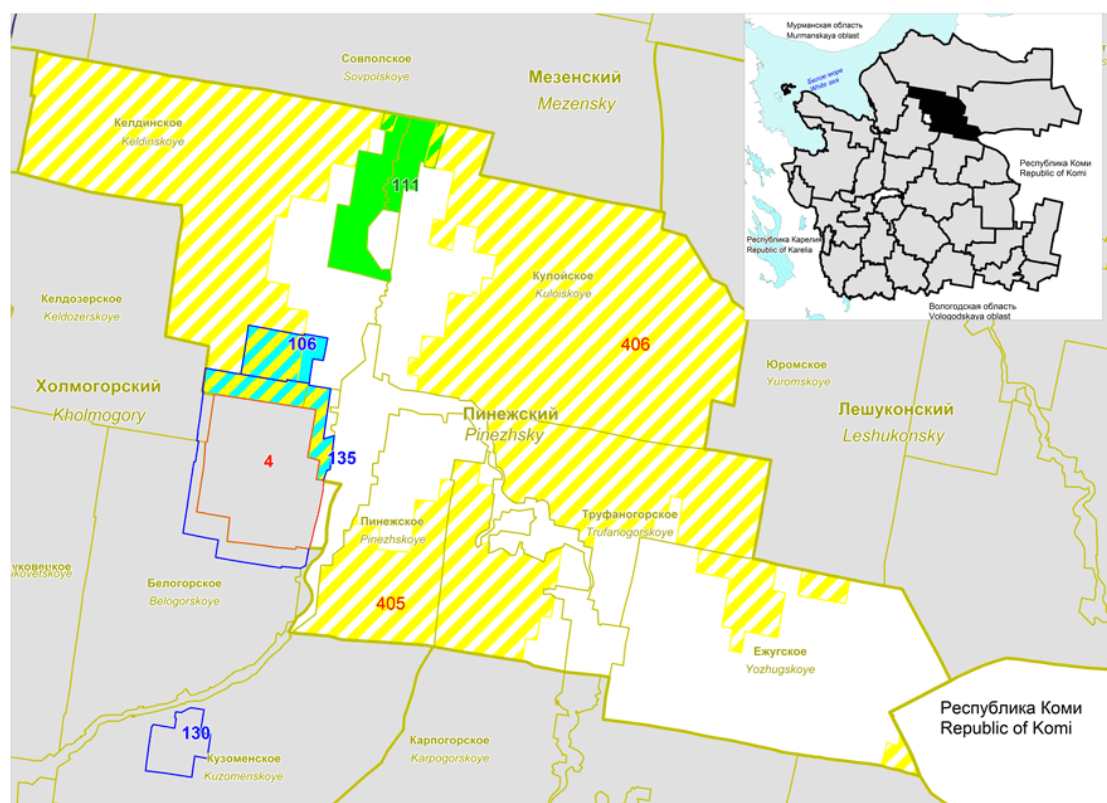 Мурманская область
Murmanskaya oblast
Белое море
White sea
Республика Коми
Republic of Komi
Республика Карелия
Republic of Karelia
Вологодская область
Vologodskaya oblast
Совпольское
Sovpolskoye
Мезенский
Mezensky
Келдинское
Keldinskoye
111
Кулойское
Kuloiskoye
Келдозерское
Keldozerskoye
106
406
Юромское
Yuromskoye
Холмогорский
Kholmogory
Пинежский
Pinezhsky
Лешуконский
Leshukonsky
4
135
Пинежское
Pinezhskoye
Труфаногорское
Trufanogorskoye
уковецкое
ukovetskoye
Белогорское
Belogorskoye
405
Ежугское
Yozhugskoye
Республика Коми
Republic of Komi
130
Кузоменское
Kuzomenskoye
Карпогорское
Karpogorskoye